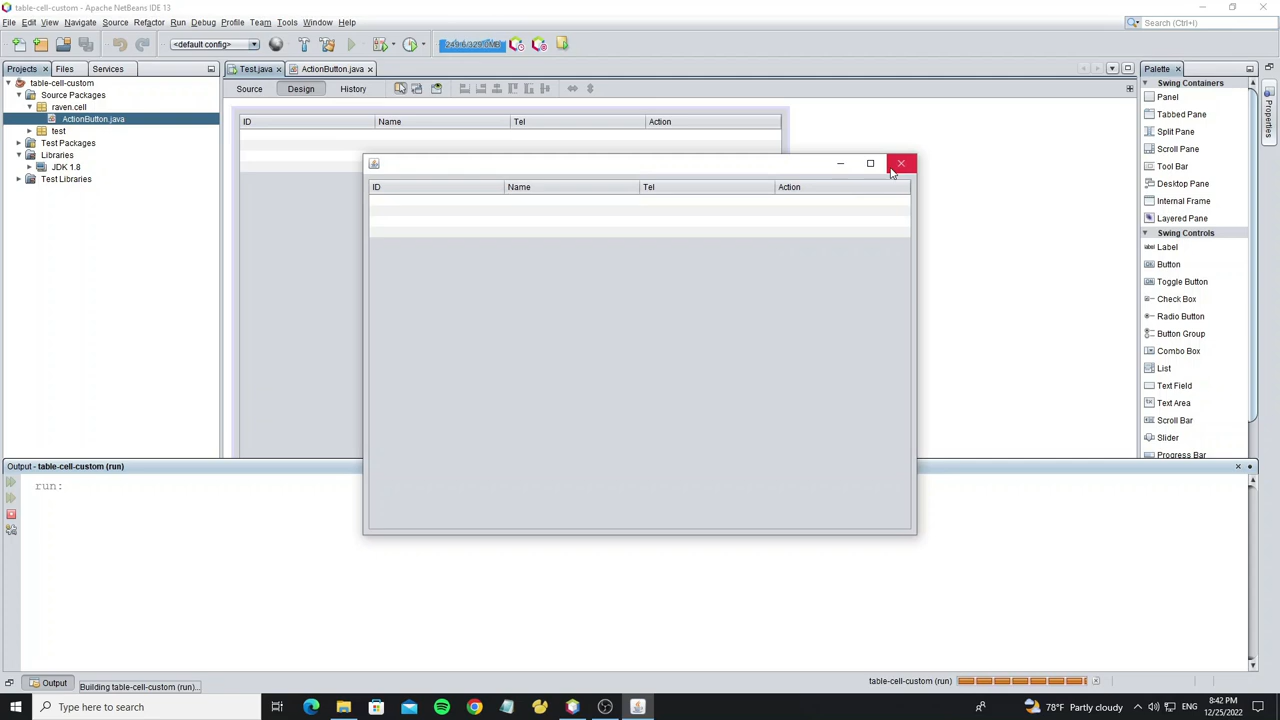 table-cell-custom - Apache NetBeans IDE 13
File Edit View Navigate Source Refactor Run Debug Profile Team Tools Window Help
Search (Ctrl+I)
<default config>
Projects Files Services
Test.java ActionButton.java
Palette
table-cell-custom
Source Packages
raven.cell
ActionButton.java
test
Test Packages
Libraries
JDK 1.8
Test Libraries
Source Design History
ID Name Tel Action
ID Name Tel Action
Swing Containers
Panel
Tabbed Pane
Split Pane
Scroll Pane
Tool Bar
Desktop Pane
Internal Frame
Layered Pane
Swing Controls
Label
Button
Toggle Button
Check Box
Radio Button
Button Group
Combo Box
List
Text Field
Text Area
Scroll Bar
Slider
Progress Bar
Properties
Output - table-cell-custom (run)
run:
Output
Building table-cell-custom (run)...
table-cell-custom (run)
Type here to search
78°F Partly cloudy
ENG
8:42 PM
12/25/2022